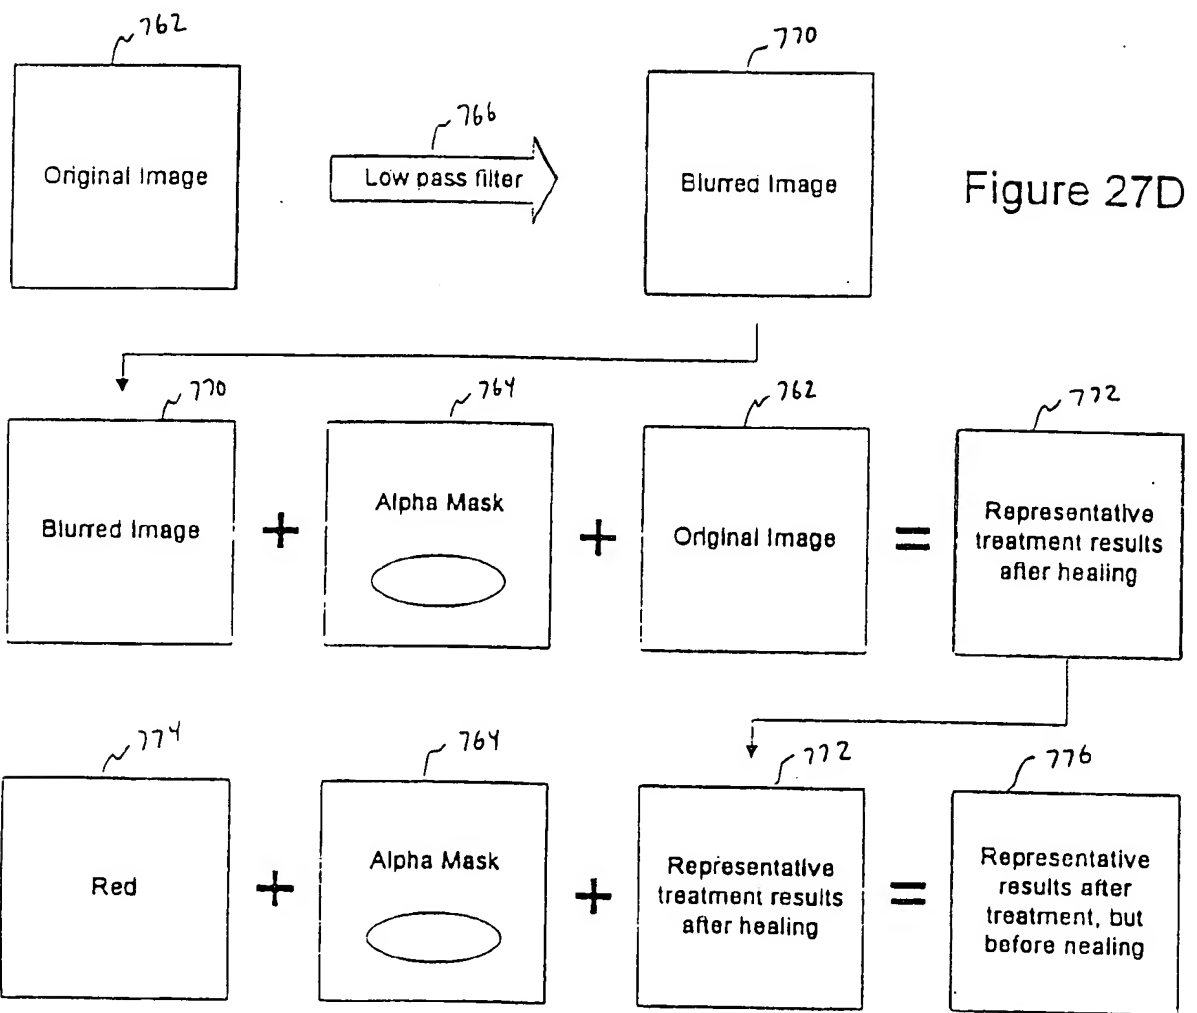 762
770
766
Original Image
Low pass filter
Blurred Image
Figure 27D
770
764
762
772
Blurred Image
+
Alpha Mask
+
Original Image
=
Representative
treatment results
after healing
774
764
772
776
Red
+
Alpha Mask
+
Representative
treatment results
after healing
=
Representative
results after
treatment, but
before nealing